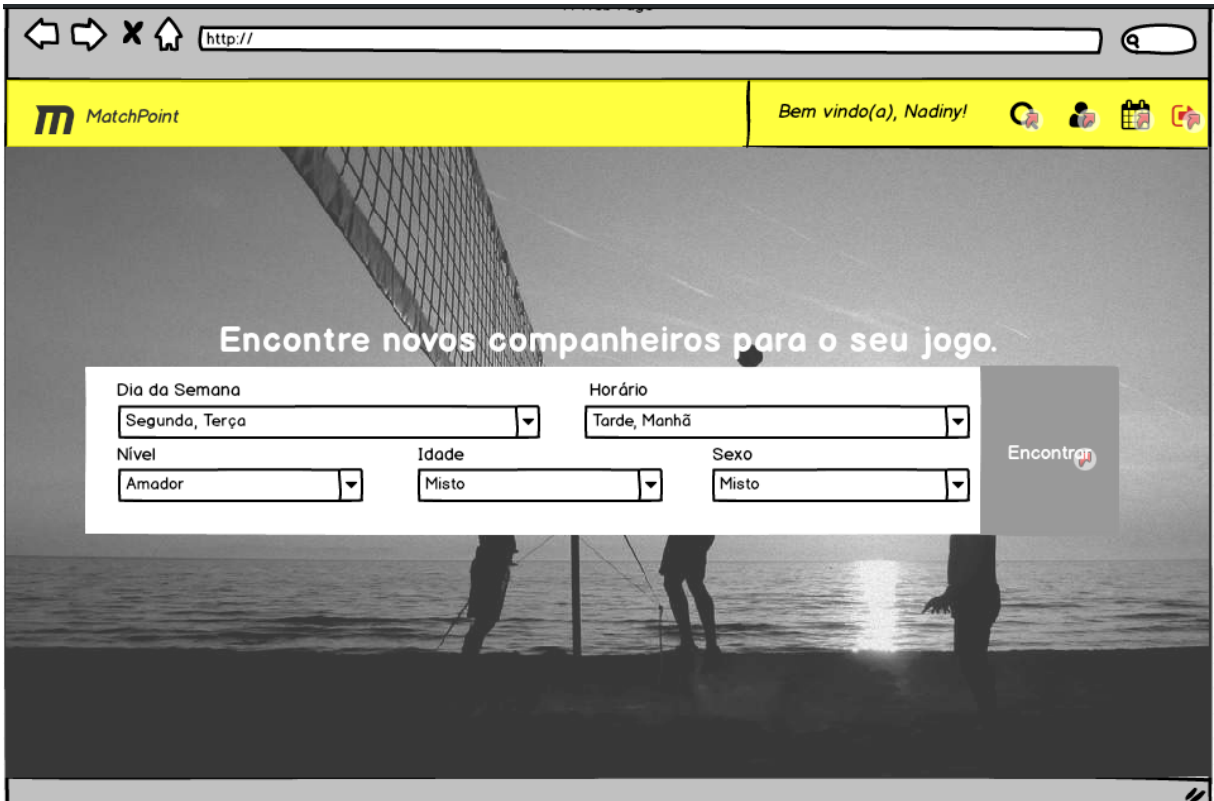 http://
MatchPoint
Bem vindo(a), Nadiny!
Encontre novos companheiros para o seu jogo.
Dia da Semana
Horário
Segunda, Terça
Tarde, Manhã
Nível
Idade
Sexo
Amador
Misto
Misto
Encontrar